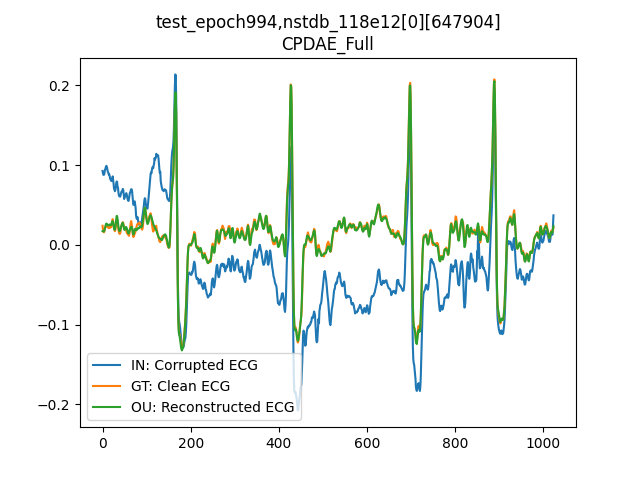 test_epoch994,nstdb_118e12[0][647904]
CPDAE_Full
0.2
0.1
0.0
−0.1
−0.2
IN: Corrupted ECG
GT: Clean ECG
OU: Reconstructed ECG
0 200 400 600 800 1000